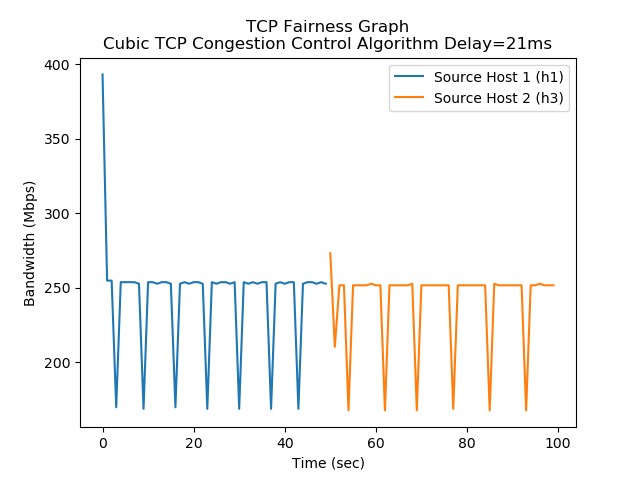 TCP Fairness Graph
Cubic TCP Congestion Control Algorithm Delay=21ms
Source Host 1 (h1)
Source Host 2 (h3)
400
350
300
250
200
Bandwidth (Mbps)
0 20 40 60 80 100
Time (sec)